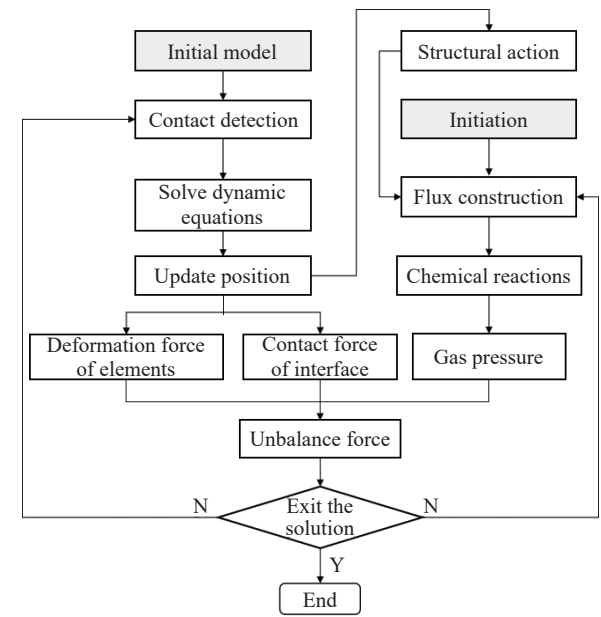 Initial model
Structural action
Contact detection
Initiation
Solve dynamic
equations
Flux construction
Update position
Chemical reactions
Deformation force
of elements
Contact force
of interface
Gas pressure
Unbalance force
N
Exit the
solution
N
Y
End